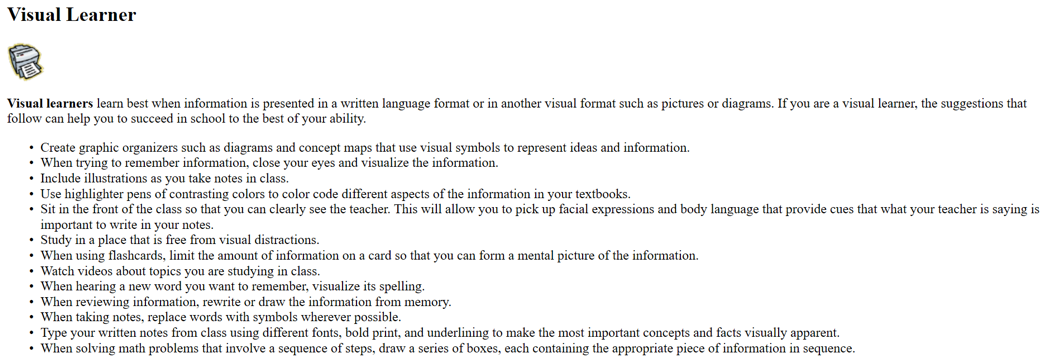 Visual Learner
Visual learners learn best when information is presented in a written language format or in another visual format such as pictures or diagrams. If you are a visual learner, the suggestions that
follow can help you to succeed in school to the best of your ability.
• Create graphic organizers such as diagrams and concept maps that use visual symbols to represent ideas and information.
• When trying to remember information, close your eyes and visualize the information.
• Include illustrations as you take notes in class.
• Use highlighter pens of contrasting colors to color code different aspects of the information in your textbooks.
• Sit in the front of the class so that you can clearly see the teacher. This will allow you to pick up facial expressions and body language that provide cues that what your teacher is saying is
important to write in your notes.
• Study in a place that is free from visual distractions.
• When using flashcards, limit the amount of information on a card so that you can form a mental picture of the information.
• Watch videos about topics you are studying in class.
• When hearing a new word you want to remember, visualize its spelling.
• When reviewing information, rewrite or draw the information from memory.
• When taking notes, replace words with symbols wherever possible.
• Type your written notes from class using different fonts, bold print, and underlining to make the most important concepts and facts visually apparent.
• When solving math problems that involve a sequence of steps, draw a series of boxes, each containing the appropriate piece of information in sequence.